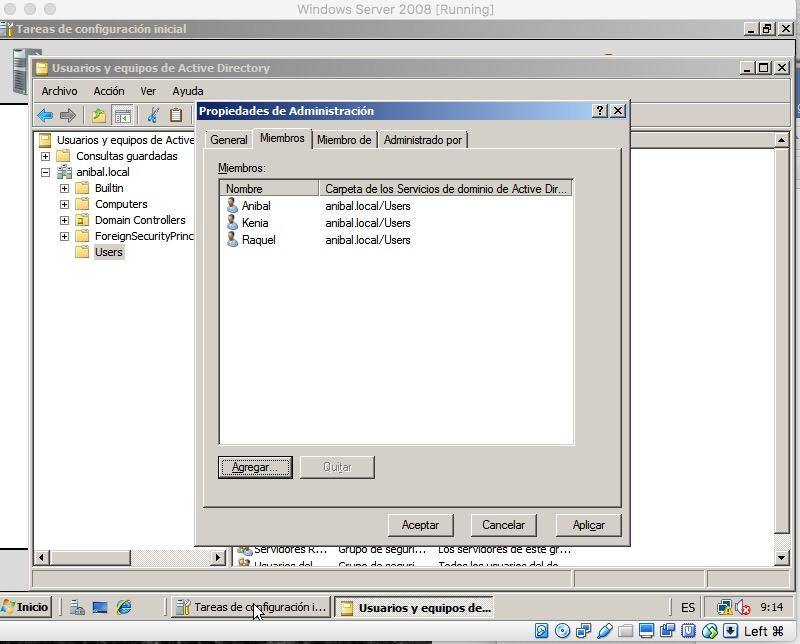 Windows Server 2008 [Running]
Tareas de configuración inicial
Usuarios y equipos de Active Directory
Archivo Acción Ver Ayuda
Propiedades de Administración
General Miembros Miembro de Administrado por
Usuarios y equipos de Active
Consultas guardadas
anibal.local
Builtin
Computers
Domain Controllers
ForeignSecurityPrinc
Users
Miembros:
Nombre Carpeta de los Servicios de dominio de Active Dir...
Anibal anibal.local/Users
Kenia anibal.local/Users
Raquel anibal.local/Users
Agregar... Quitar
Aceptar Cancelar Aplicar
Servidores R... Grupo de seguri... Los servidores de este gr...
Usuarios del Grupo de seguri... Todos los usuarios del do...
Inicio Tareas de configuración i... Usuarios y equipos de... ES 9:14
Left ⌘